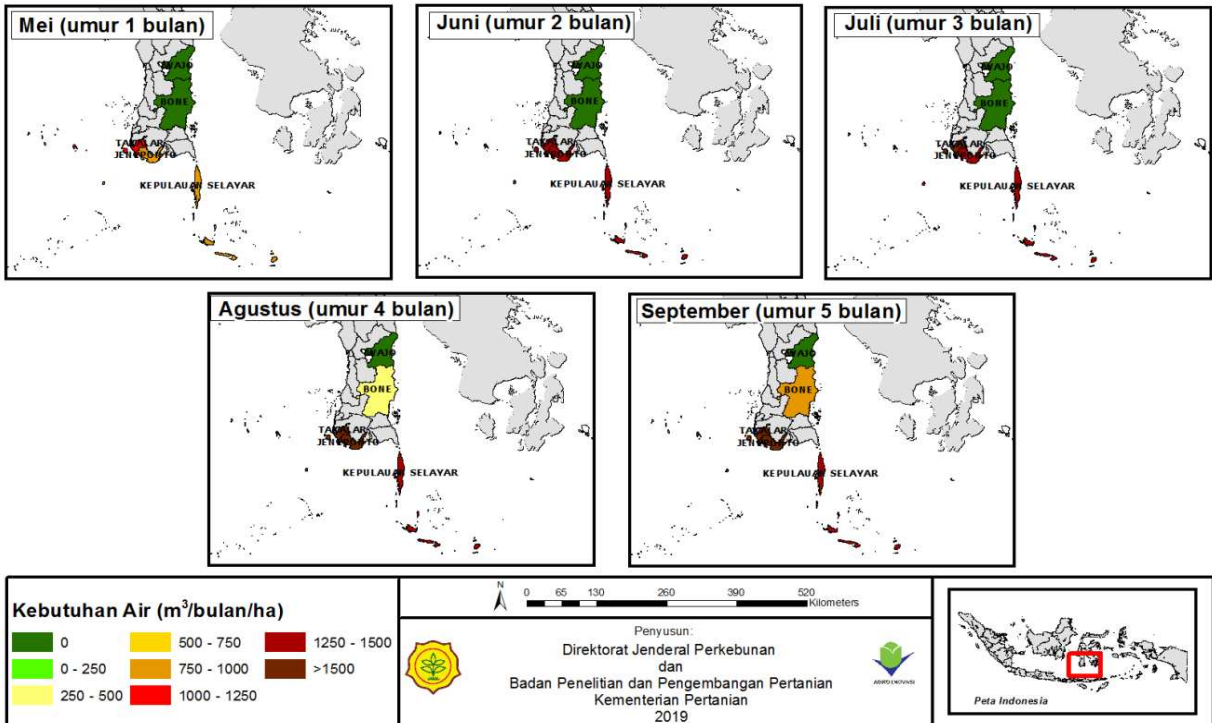 Mei (umur 1 bulan)
WAJO
BONE
TAKALAR
JENEPONTO
KEPULAUAN SELAYAR
Juni (umur 2 bulan)
WAJO
BONE
TAKALAR
JENEPONTO
KEPULAUAN SELAYAR
Juli (umur 3 bulan)
WAJO
BONE
TAKALAR
JENEPONTO
KEPULAUAN SELAYAR
Agustus (umur 4 bulan)
WAJO
BONE
TAKALAR
JENEPONTO
KEPULAUAN SELAYAR
September (umur 5 bulan)
WAJO
BONE
TAKALAR
JENEPONTO
KEPULAUAN SELAYAR
Kebutuhan Air (m³/bulan/ha)
0
0 - 250
250 - 500
500 - 750
750 - 1000
1000 - 1250
1250 - 1500
>1500
N
0 65 130 260 390 520
Kilometers
Penyusun:
Direktorat Jenderal Perkebunan
dan
Badan Penelitian dan Pengembangan Pertanian
Kementerian Pertanian
2019
AGRO INOVASI
Peta Indonesia